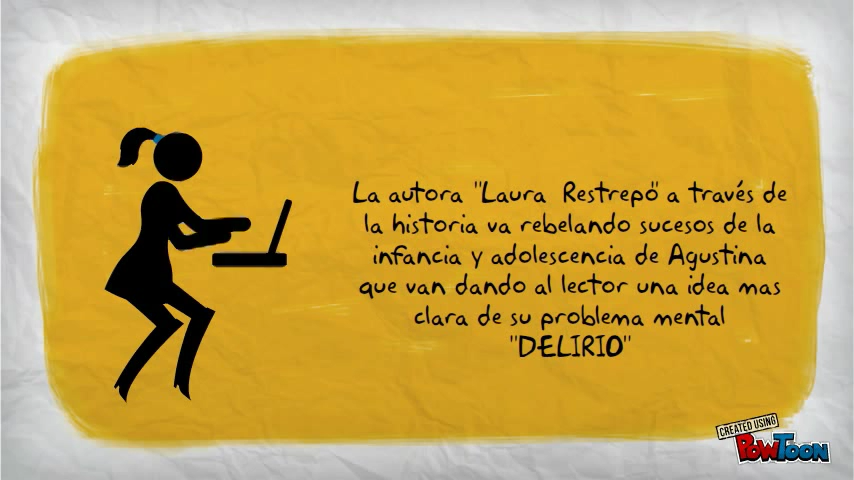 La autora "Laura Restrepo" a través de
la historia va rebelando sucesos de la
infancia y adolescencia de Agustina
que van dando al lector una idea mas
clara de su problema mental
"DELIRIO"
CREATED USING
POWTOON